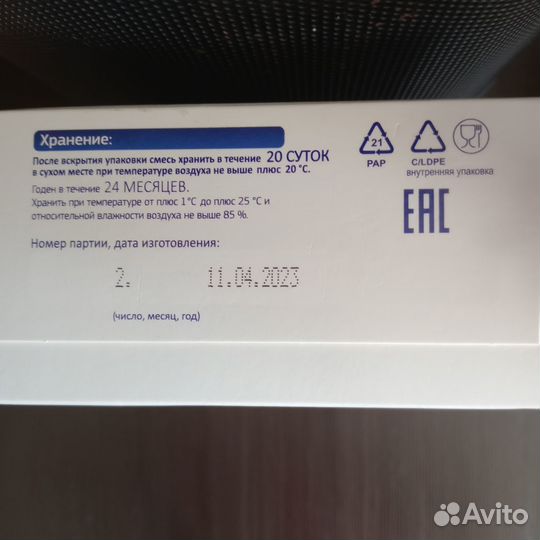 Хранение:
После вскрытия упаковки смесь хранить в течение 20 СУТОК
в сухом месте при температуре воздуха не выше плюс 20 °С.
Годен в течение 24 МЕСЯЦЕВ.
Хранить при температуре от плюс 1°С до плюс 25 °С и
относительной влажности воздуха не выше 85 %.
Номер партии, дата изготовления:
2. 11.04.2023
(число, месяц, год)
21
PAP
C/LDPE
внутренняя упаковка
EAC
Avito